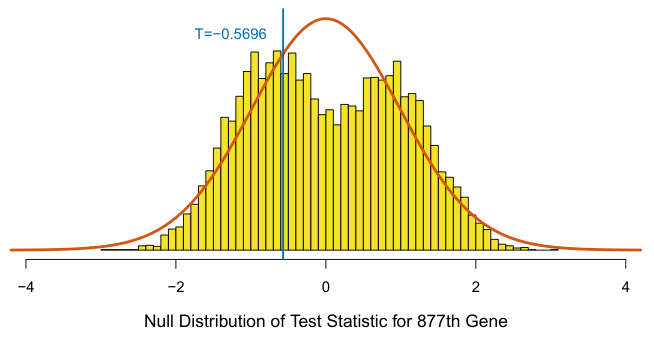 T=−0.5696
−4 −2 0 2 4
Null Distribution of Test Statistic for 877th Gene